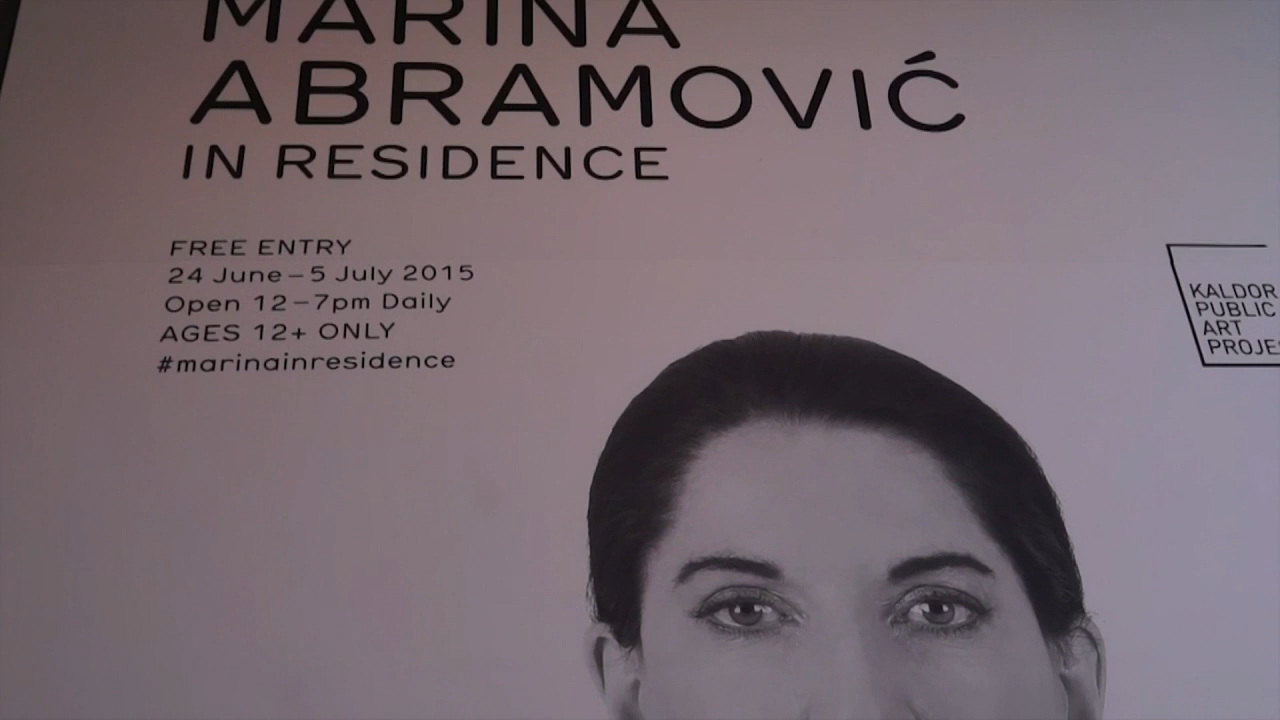 MARINA
ABRAMOVIĆ
IN RESIDENCE
FREE ENTRY
24 June – 5 July 2015
Open 12 – 7pm Daily
AGES 12+ ONLY
#marinainresidence
KALDOR
PUBLIC
ART